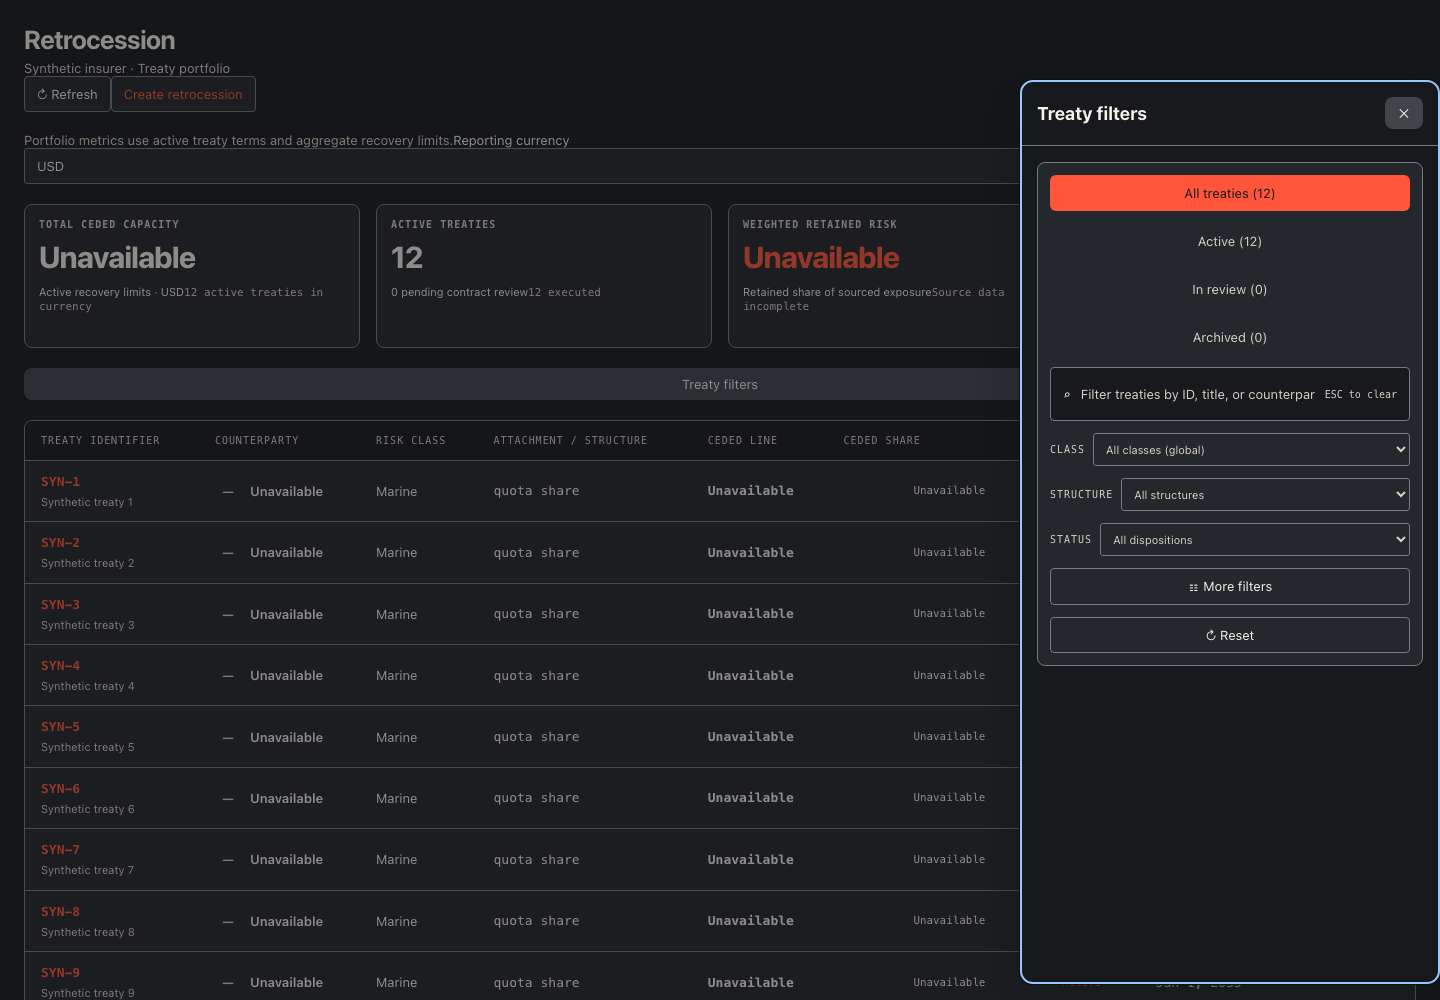 Retrocession
Synthetic insurer · Treaty portfolio
↻ Refresh
Create retrocession
Portfolio metrics use active treaty terms and aggregate recovery limits.Reporting currency
USD
TOTAL CEDED CAPACITY
Unavailable
Active recovery limits · USD12 active treaties in
currency
ACTIVE TREATIES
12
0 pending contract review12 executed
WEIGHTED RETAINED RISK
Unavailable
Retained share of sourced exposureSource data
incomplete
Treaty filters
TREATY IDENTIFIER COUNTERPARTY RISK CLASS ATTACHMENT / STRUCTURE CEDED LINE CEDED SHARE
SYN-1
Synthetic treaty 1
— Unavailable Marine quota share Unavailable Unavailable
SYN-2
Synthetic treaty 2
— Unavailable Marine quota share Unavailable Unavailable
SYN-3
Synthetic treaty 3
— Unavailable Marine quota share Unavailable Unavailable
SYN-4
Synthetic treaty 4
— Unavailable Marine quota share Unavailable Unavailable
SYN-5
Synthetic treaty 5
— Unavailable Marine quota share Unavailable Unavailable
SYN-6
Synthetic treaty 6
— Unavailable Marine quota share Unavailable Unavailable
SYN-7
Synthetic treaty 7
— Unavailable Marine quota share Unavailable Unavailable
SYN-8
Synthetic treaty 8
— Unavailable Marine quota share Unavailable Unavailable
SYN-9
Synthetic treaty 9
— Unavailable Marine quota share Unavailable Unavailable
Treaty filters
×
All treaties (12)
Active (12)
In review (0)
Archived (0)
Filter treaties by ID, title, or counterpar ESC to clear
CLASS All classes (global)
STRUCTURE All structures
STATUS All dispositions
More filters
↻ Reset